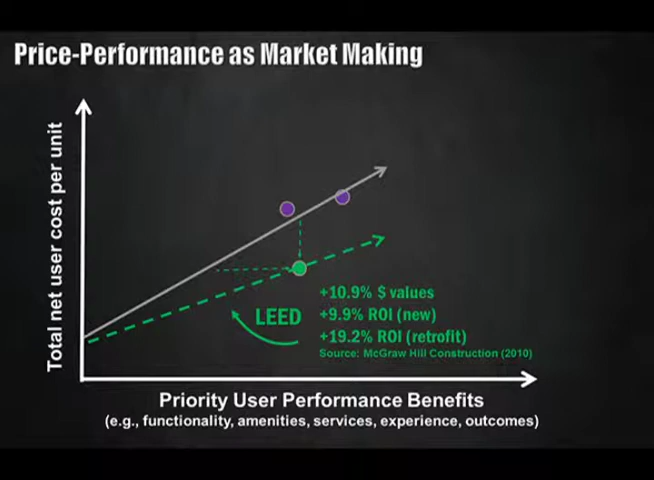 Price-Performance as Market Making
Total net user cost per unit
+10.9% $ values
LEED
+9.9% ROI (new)
+19.2% ROI (retrofit)
Source: McGraw Hill Construction (2010)
Priority User Performance Benefits
(e.g., functionality, amenities, services, experience, outcomes)